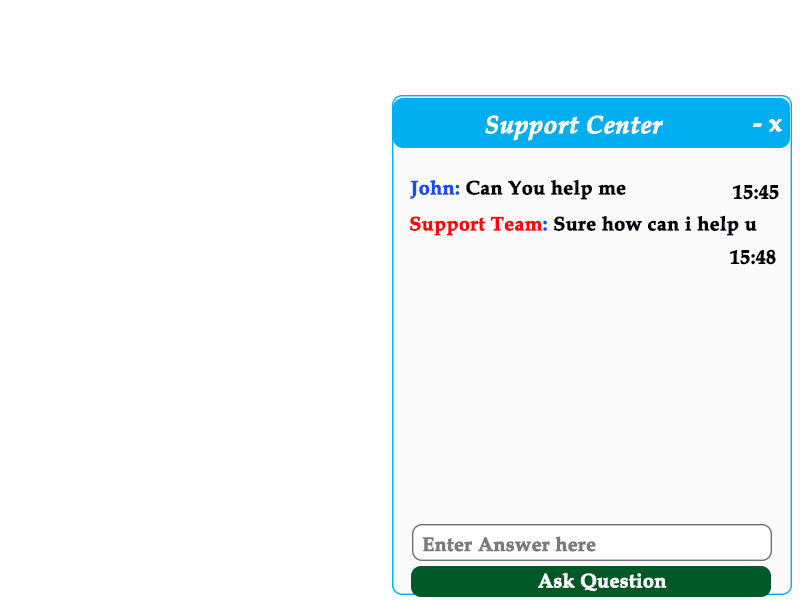 Support Center - x
John: Can You help me 15:45
Support Team: Sure how can i help u
15:48
Enter Answer here
Ask Question